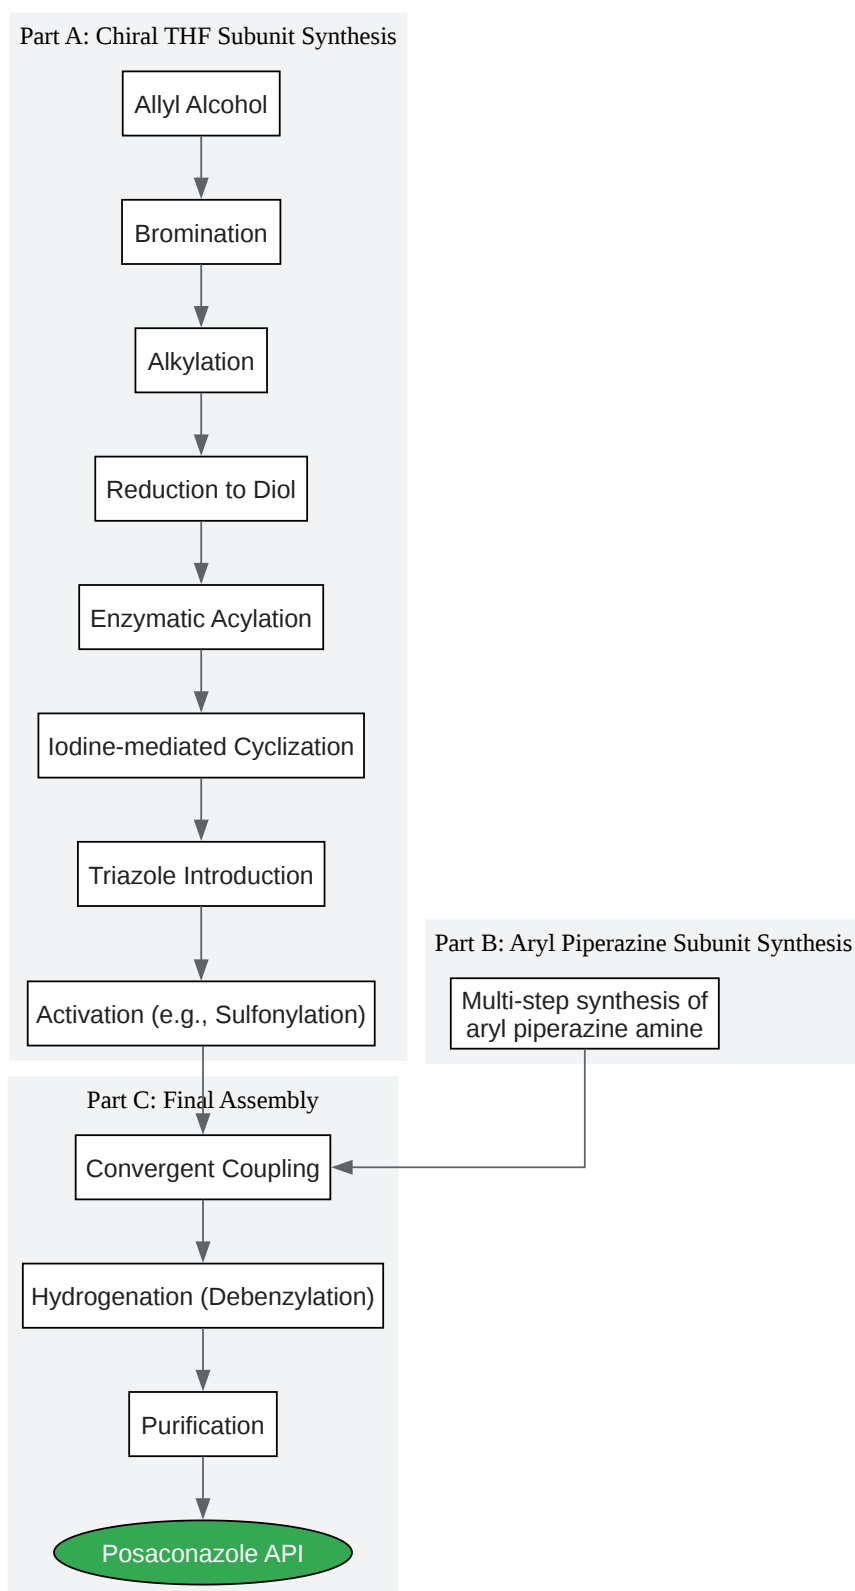 Part A: Chiral THF Subunit Synthesis
Allyl Alcohol
Bromination
Alkylation
Reduction to Diol
Enzymatic Acylation
Iodine-mediated Cyclization
Triazole Introduction
Activation (e.g., Sulfonylation)
Part B: Aryl Piperazine Subunit Synthesis
Multi-step synthesis of
aryl piperazine amine
Part C: Final Assembly
Convergent Coupling
Hydrogenation (Debenzylation)
Purification
Posaconazole API